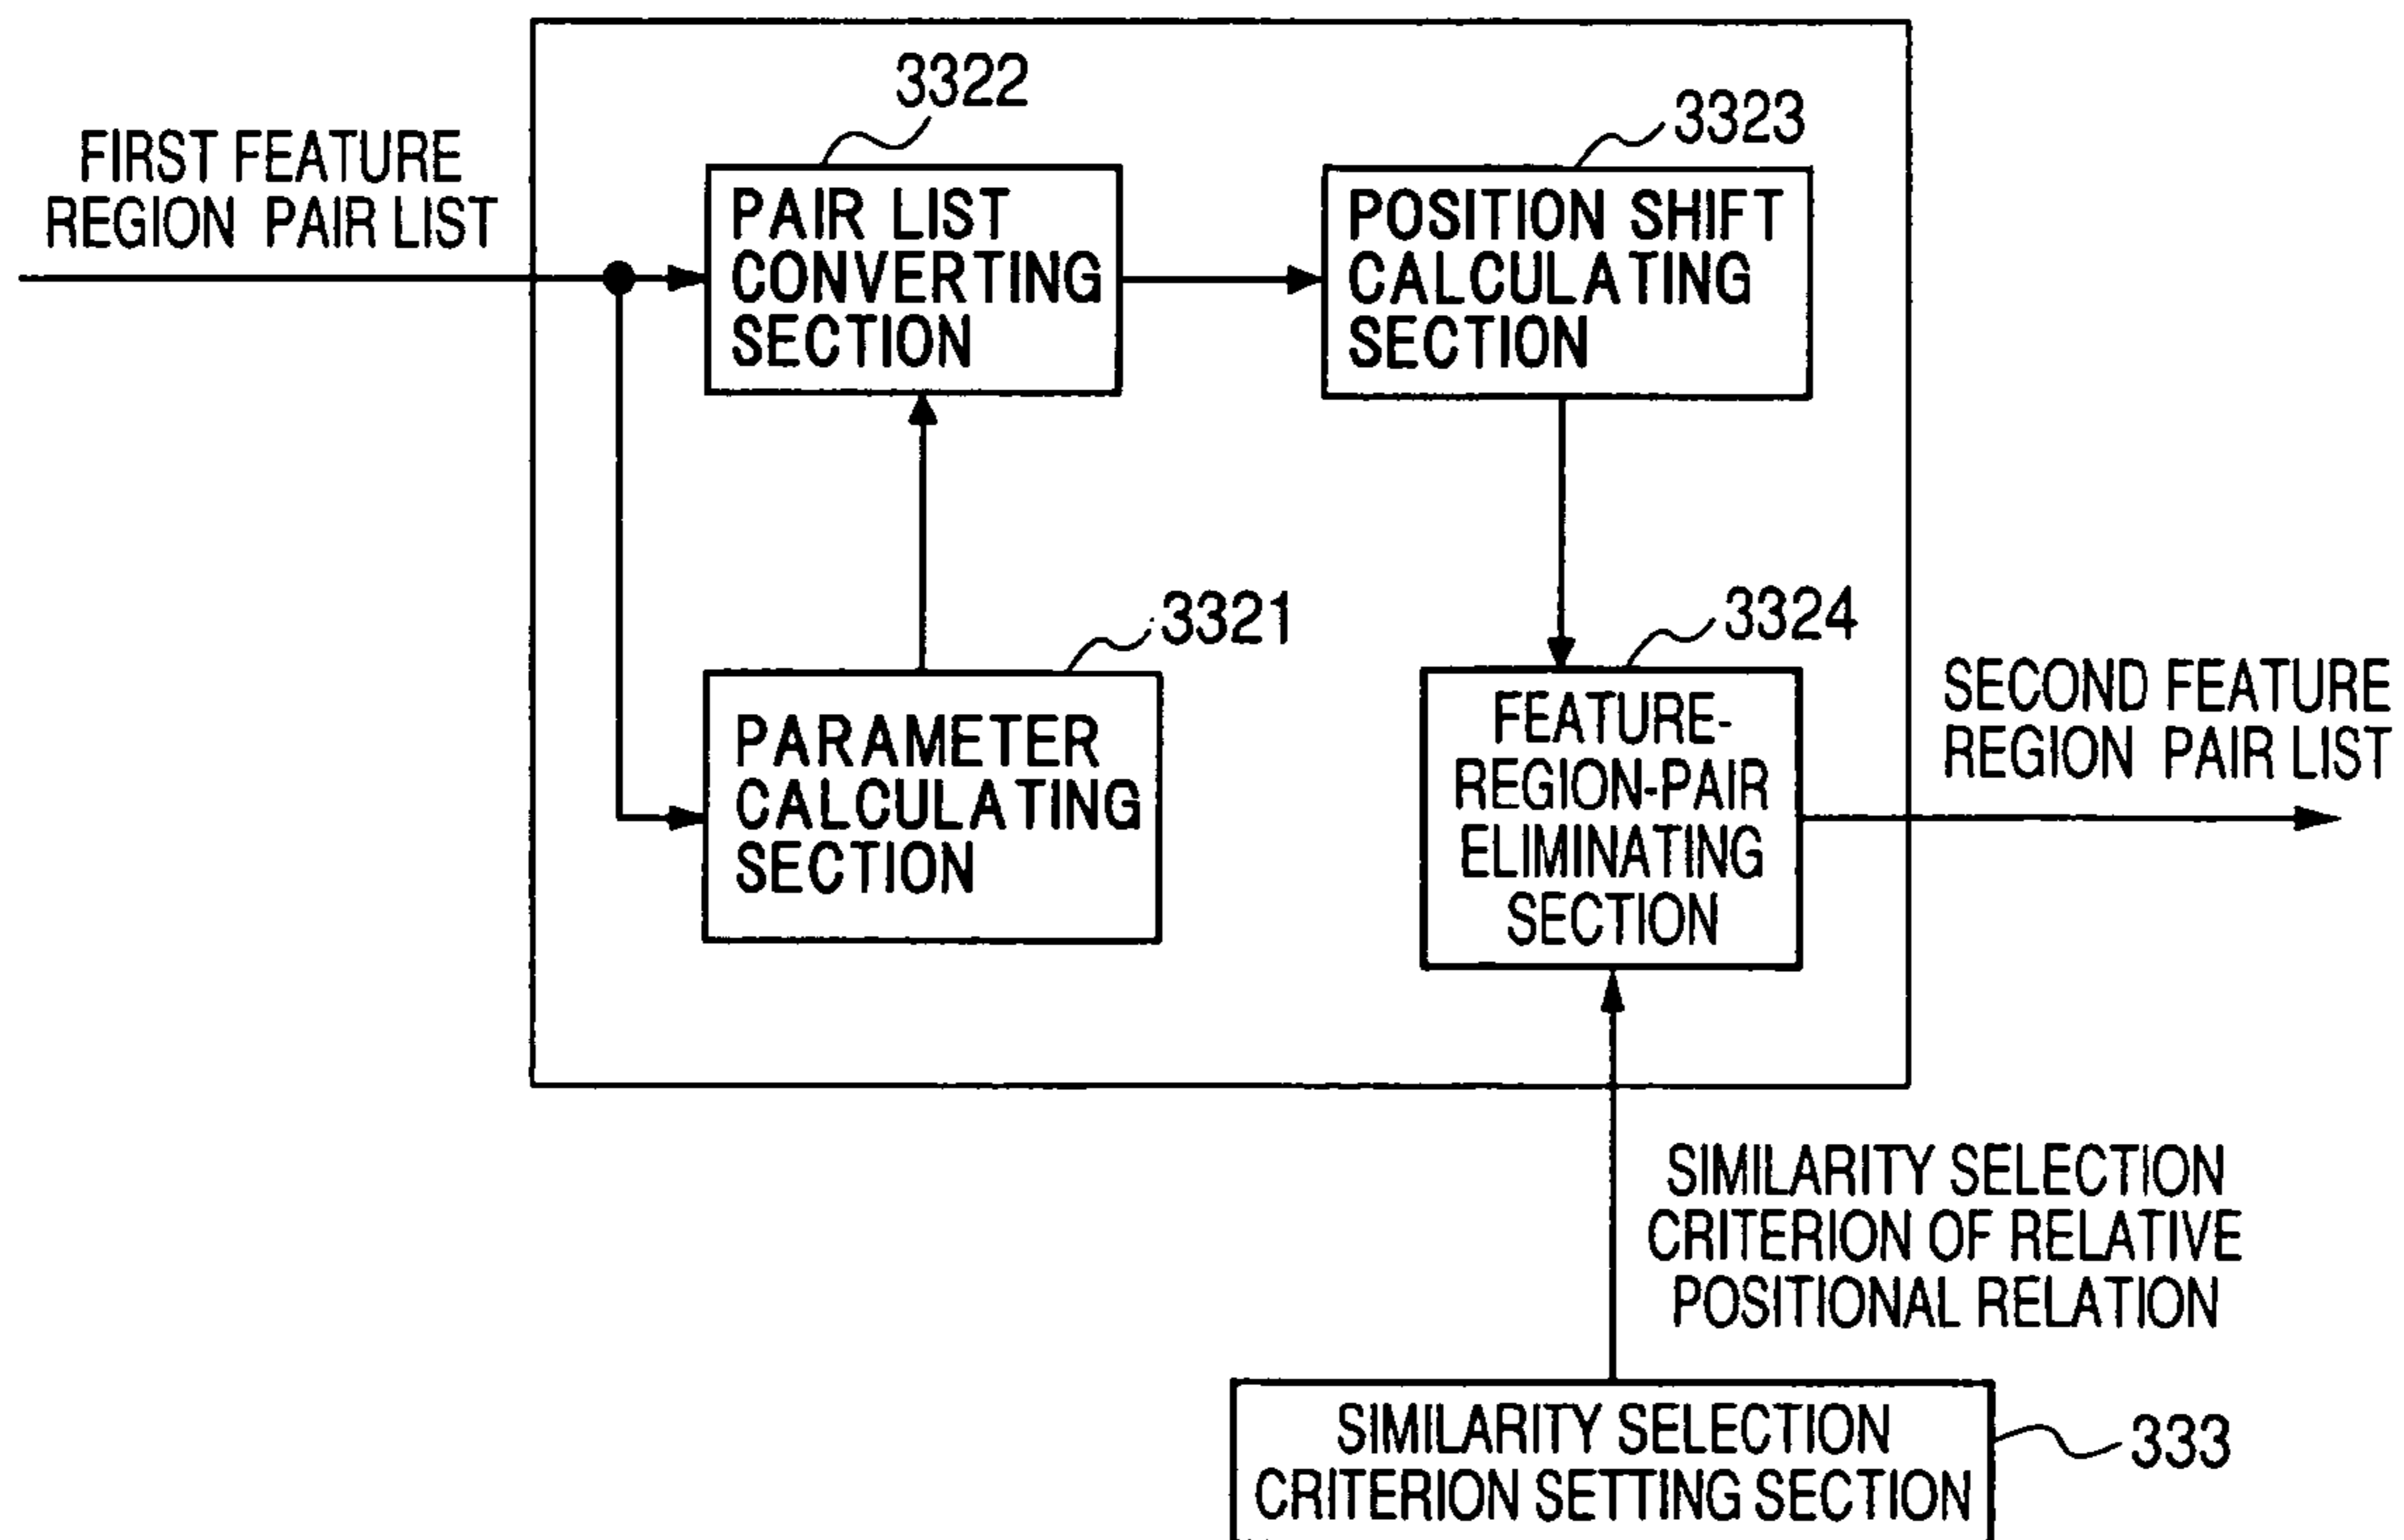 3322
3323
FIRST FEATURE
REGION PAIR LIST
PAIR LIST
CONVERTING
SECTION
POSITION SHIFT
CALCULATING
SECTION
3321
3324
PARAMETER
CALCULATING
SECTION
FEATURE-
REGION-PAIR
ELIMINATING
SECTION
SECOND FEATURE
REGION PAIR LIST
SIMILARITY SELECTION
CRITERION OF RELATIVE
POSITIONAL RELATION
SIMILARITY SELECTION
CRITERION SETTING SECTION
333